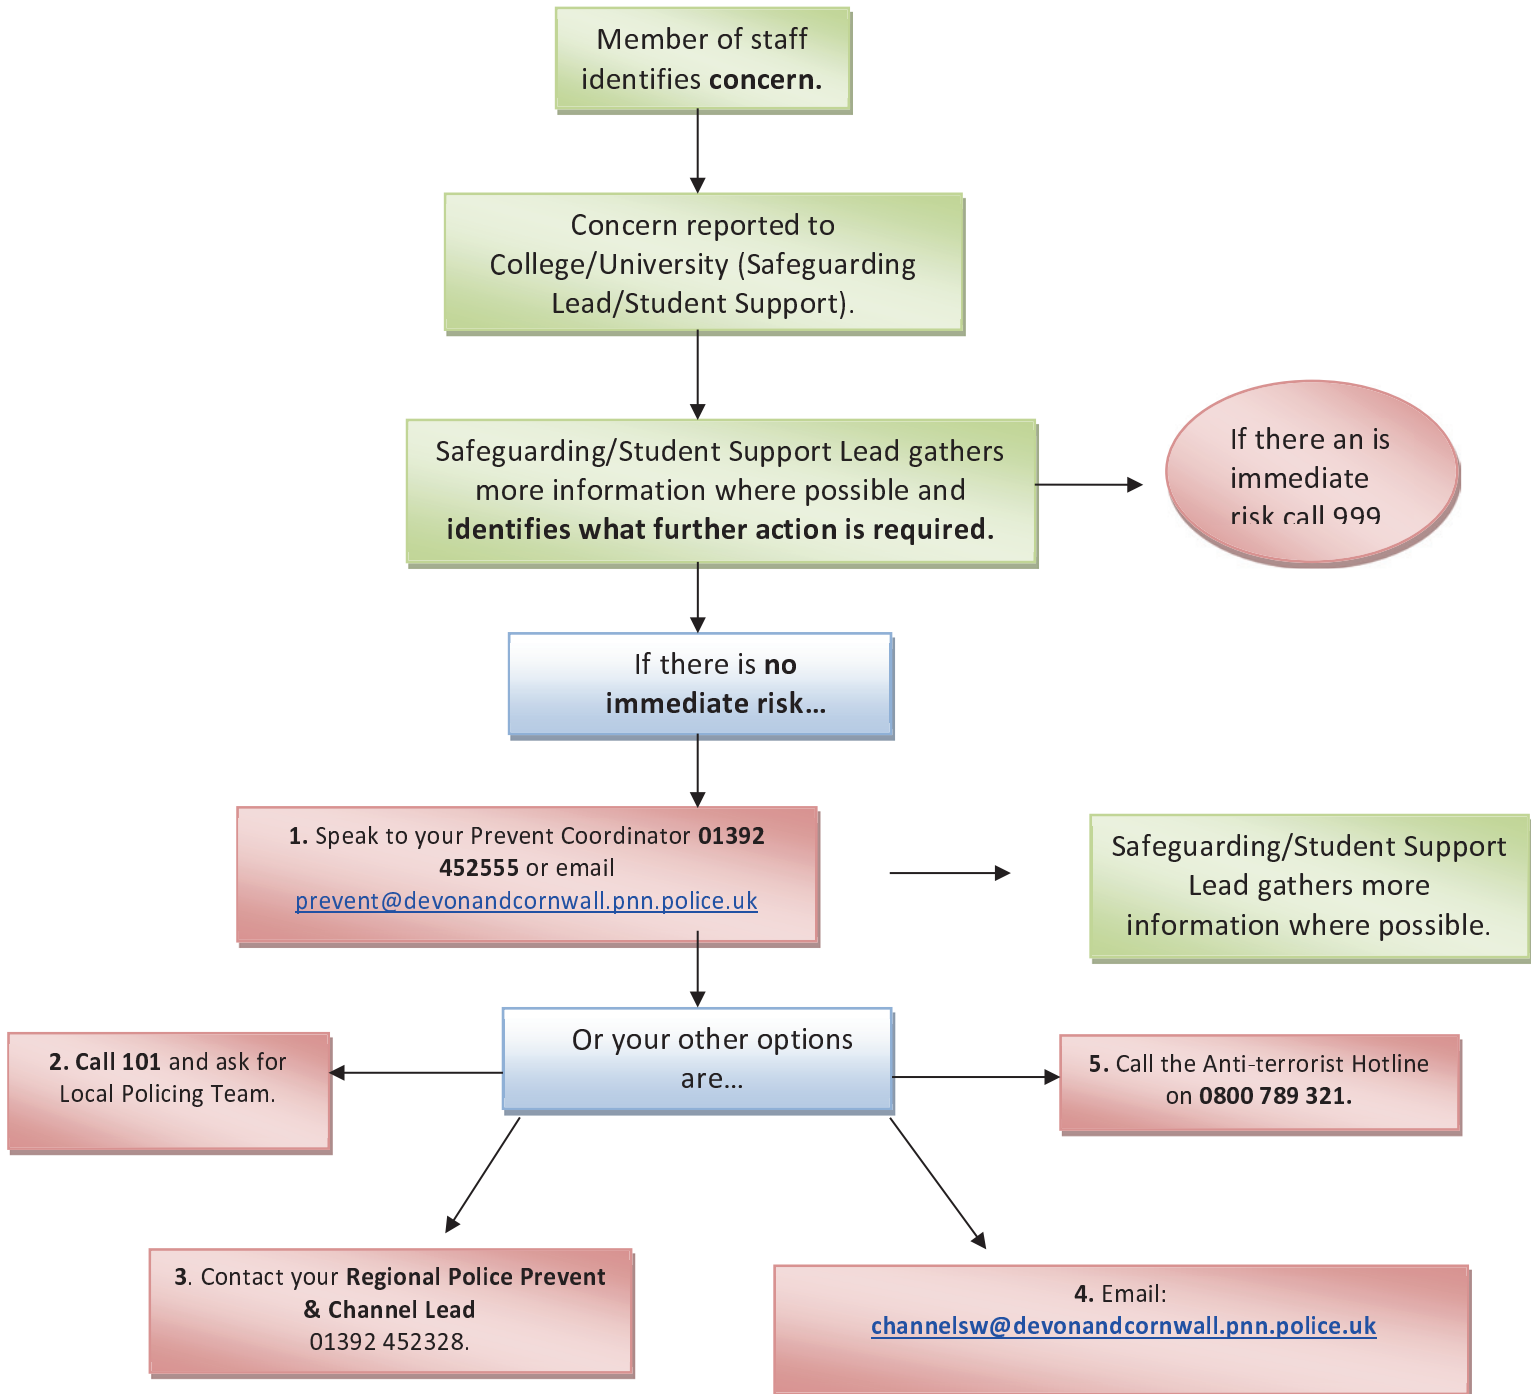 Member of staff
identifies concern.
Concern reported to
College/University (Safeguarding
Lead/Student Support).
Safeguarding/Student Support Lead gathers
more information where possible and
identifies what further action is required.
If there an is
immediate
risk call 999
If there is no
immediate risk…
1. Speak to your Prevent Coordinator 01392
452555 or email
prevent@devonandcornwall.pnn.police.uk
Safeguarding/Student Support
Lead gathers more
information where possible.
Or your other options
are…
2. Call 101 and ask for
Local Policing Team.
5. Call the Anti-terrorist Hotline
on 0800 789 321.
3. Contact your Regional Police Prevent
& Channel Lead
01392 452328.
4. Email:
channelsw@devonandcornwall.pnn.police.uk